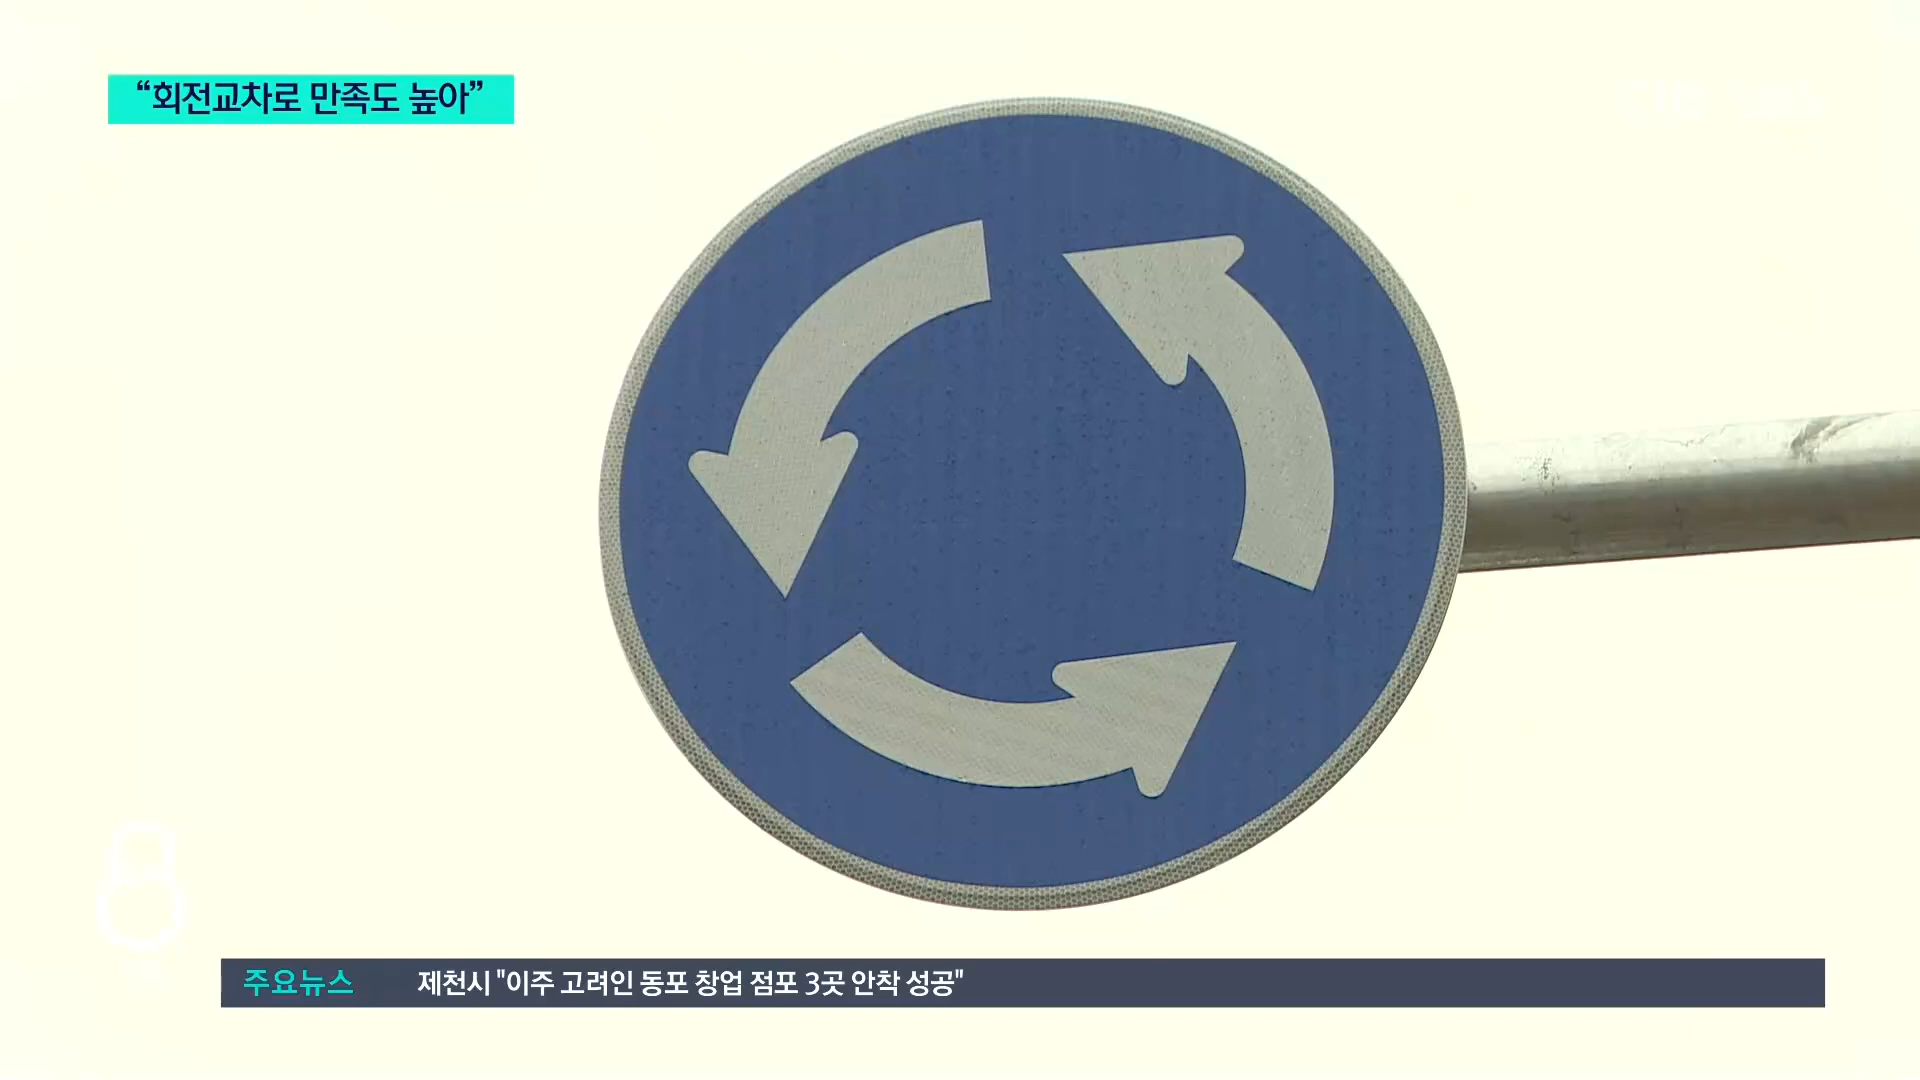 “회전교차로 만족도 높아”
주요뉴스 제천시 "이주 고려인 동포 창업 점포 3곳 안착 성공"